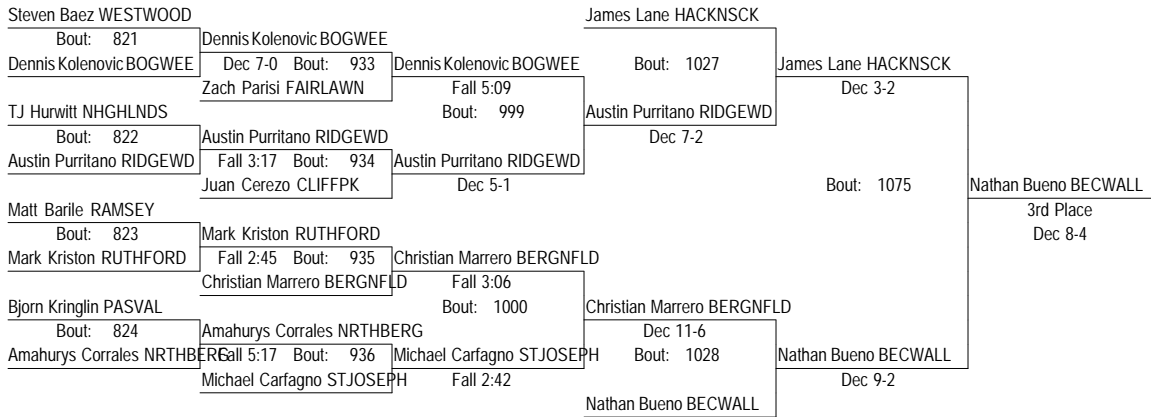 Steven Baez WESTWOOD
James Lane HACKNSCK
Bout: 821
Dennis Kolenovic BOGWEE
Dennis Kolenovic BOGWEE
Dec 7-0 Bout: 933
Dennis Kolenovic BOGWEE
Bout: 1027
James Lane HACKNSCK
Zach Parisi FAIRLAWN
Fall 5:09
Dec 3-2
TJ Hurwitt NHGHLNDS
Bout: 999
Austin Purritano RIDGEWD
Bout: 822
Austin Purritano RIDGEWD
Dec 7-2
Austin Purritano RIDGEWD
Fall 3:17 Bout: 934
Austin Purritano RIDGEWD
Juan Cerezo CLIFFPK
Dec 5-1
Bout: 1075
Nathan Bueno BECWALL
Matt Barile RAMSEY
3rd Place
Bout: 823
Mark Kriston RUTHFORD
Dec 8-4
Mark Kriston RUTHFORD
Fall 2:45 Bout: 935
Christian Marrero BERGNFLD
Christian Marrero BERGNFLD
Fall 3:06
Bjorn Kringlin PASVAL
Bout: 1000
Christian Marrero BERGNFLD
Bout: 824
Amahurys Corrales NRTHBERG
Dec 11-6
Amahurys Corrales NRTHBERG
Fall 5:17 Bout: 936
Michael Carfagno STJOSEPH
Bout: 1028
Nathan Bueno BECWALL
Michael Carfagno STJOSEPH
Fall 2:42
Dec 9-2
Nathan Bueno BECWALL